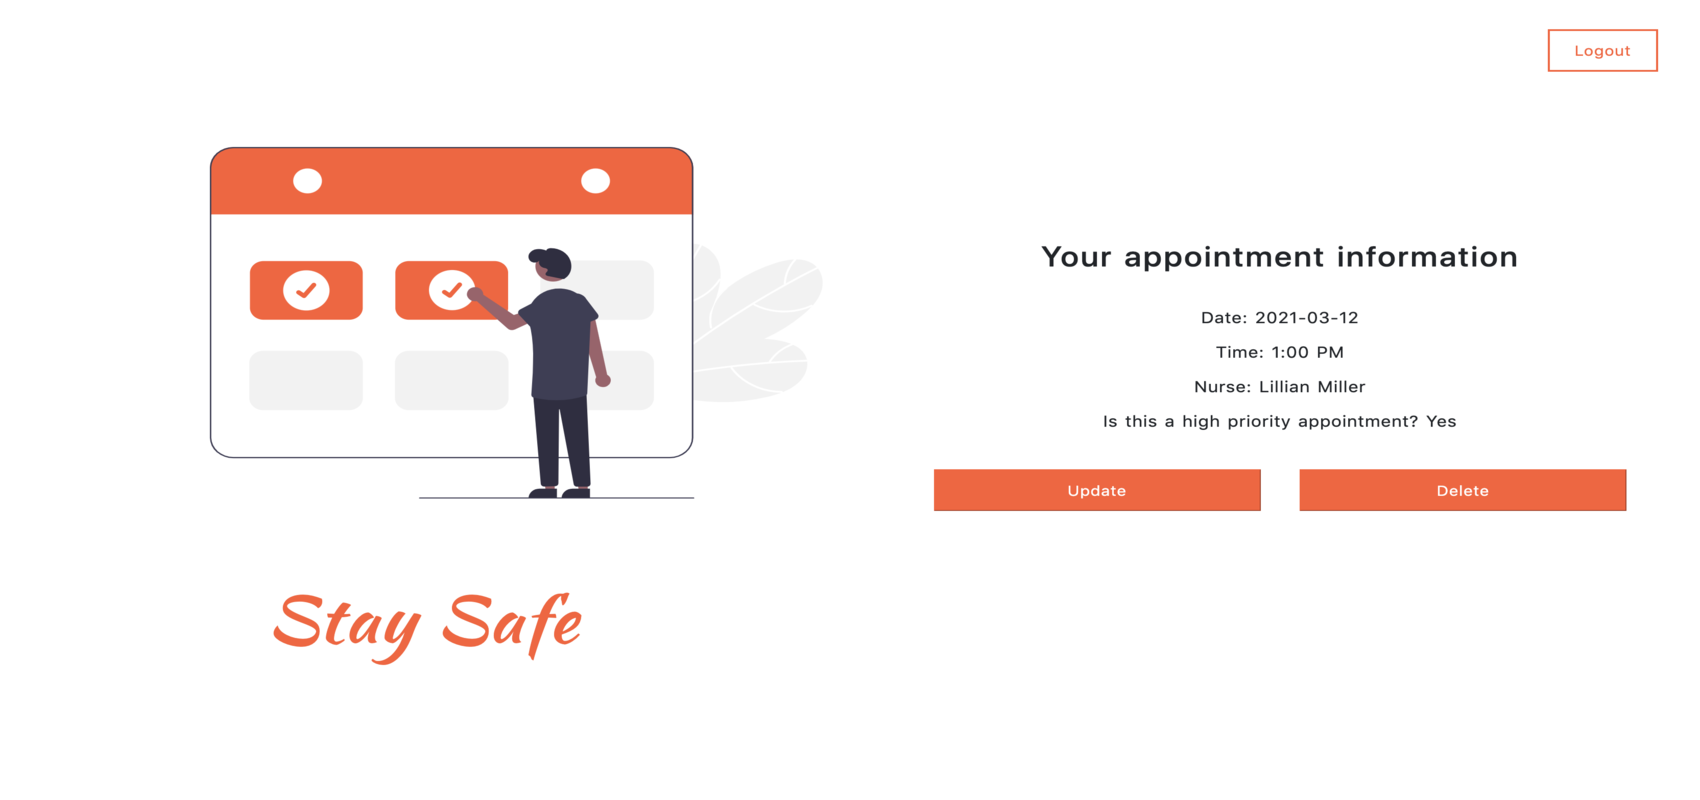 Logout
Your appointment information
Date: 2021-03-12
Time: 1:00 PM
Nurse: Lillian Miller
Is this a high priority appointment? Yes
Update Delete
Stay Safe